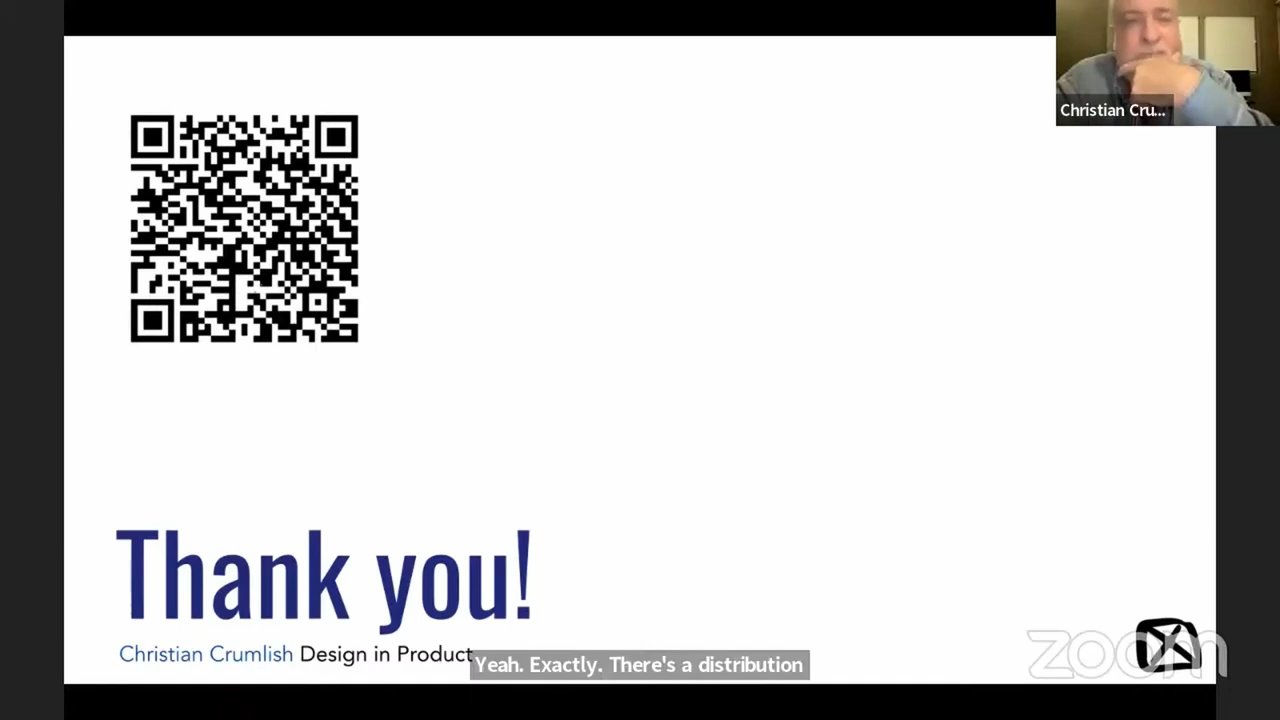 Christian Cru...
Thank you!
Christian Crumlish Design in Product
Yeah. Exactly. There's a distribution
zoom